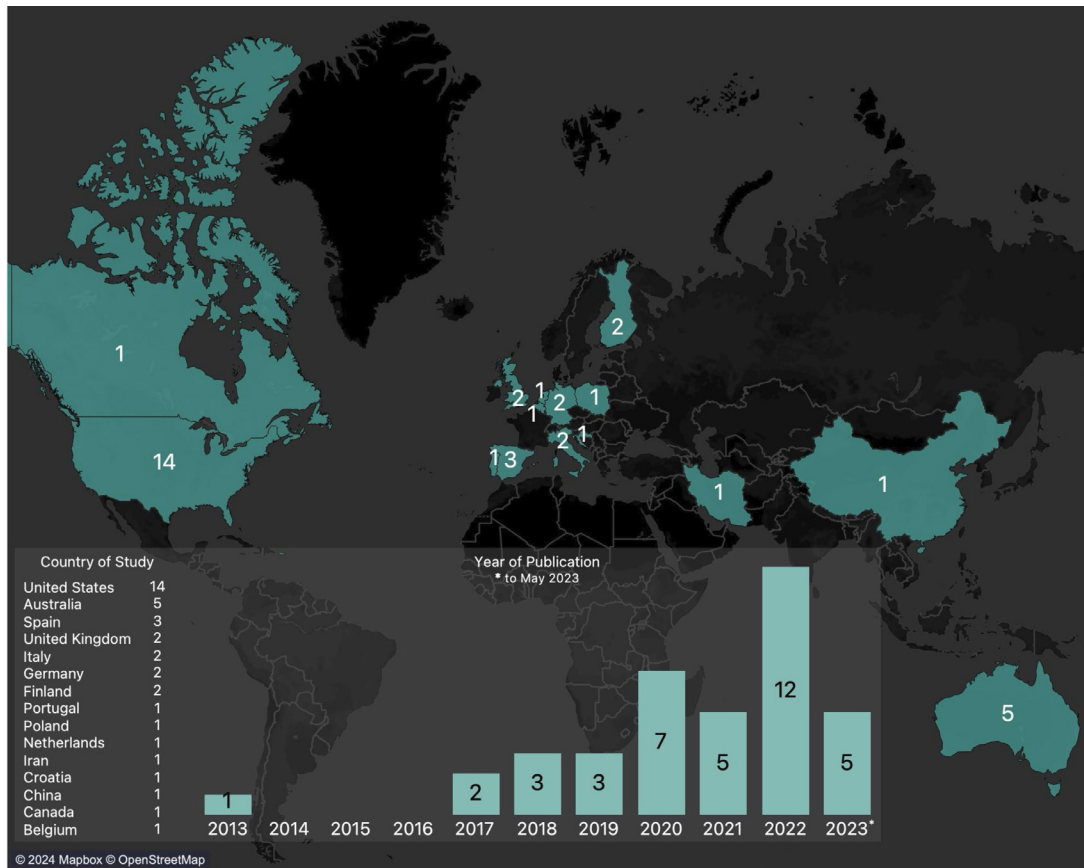 1
2
14
2
1
2
1
1
2
1
1
3
1
1
5
Country of Study
United States 14
Australia 5
Spain 3
United Kingdom 2
Italy 2
Germany 2
Finland 2
Portugal 1
Poland 1
Netherlands 1
Iran 1
Croatia 1
China 1
Canada 1
Belgium 1
Year of Publication
* to May 2023
1
2
3
3
7
5
12
5
2013 2014 2015 2016 2017 2018 2019 2020 2021 2022 2023*
© 2024 Mapbox © OpenStreetMap